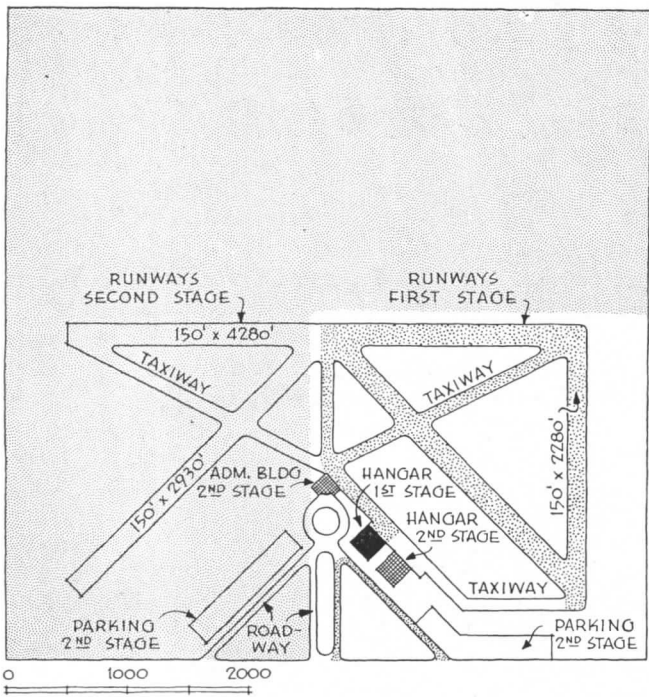 RUNWAYS
SECOND STAGE
RUNWAYS
FIRST STAGE
150' x 4280'
TAXIWAY
TAXIWAY
150' x 2280'
150' x 2930'
ADM. BLDG
2ND STAGE
HANGAR
1ST STAGE
HANGAR
2ND STAGE
TAXIWAY
PARKING
2ND STAGE
ROAD-
WAY
PARKING
2ND STAGE
0 1000 2000